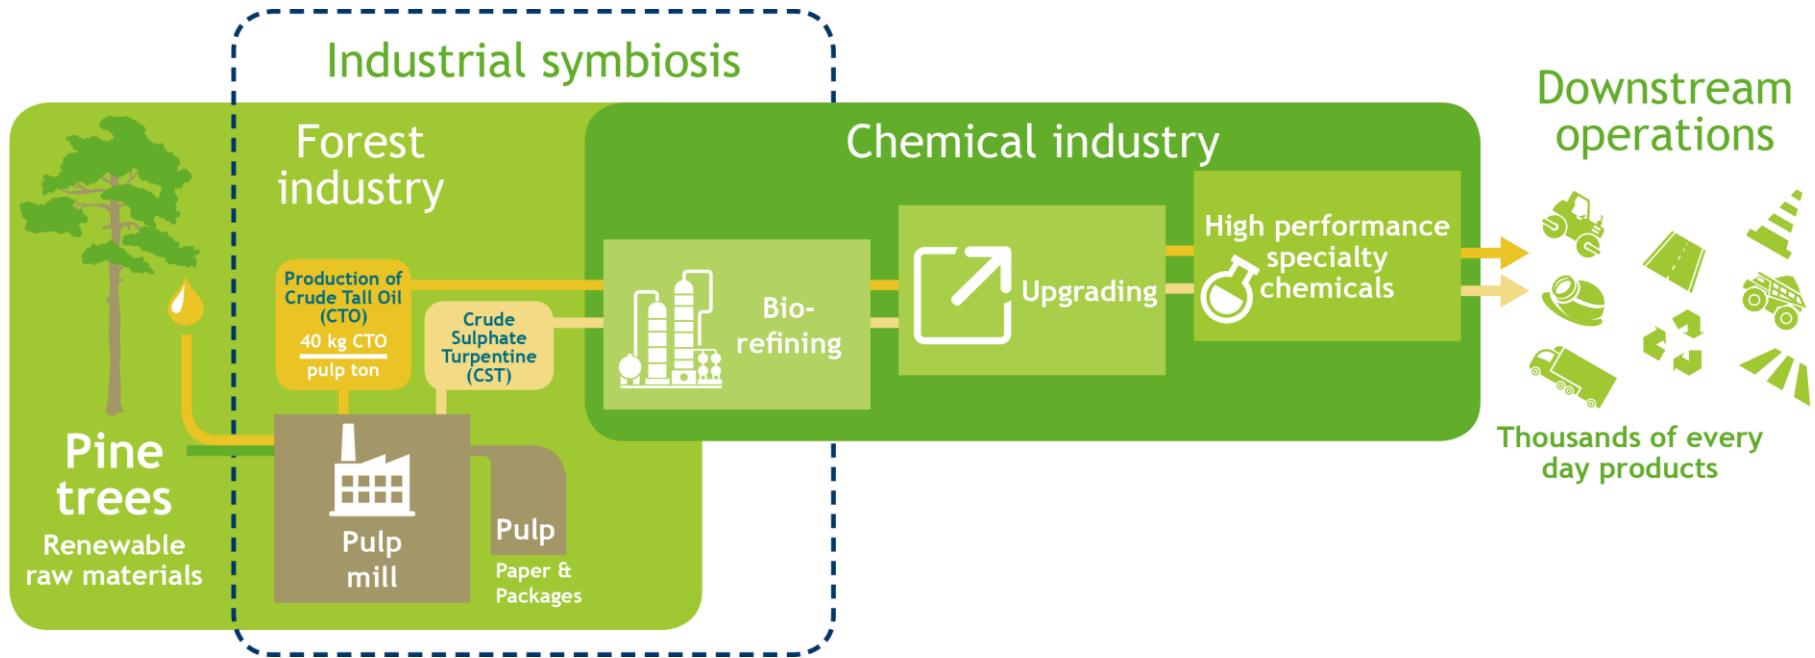 Industrial symbiosis
Forest
industry
Chemical industry
Downstream
operations
Pine
trees
Renewable
raw materials
Production of
Crude Tall Oil
(CTO)
40 kg CTO
pulp ton
Crude
Sulphate
Turpentine
(CST)
Pulp
mill
Pulp
Paper &
Packages
Bio-
refining
Upgrading
High performance
specialty
chemicals
Thousands of every
day products